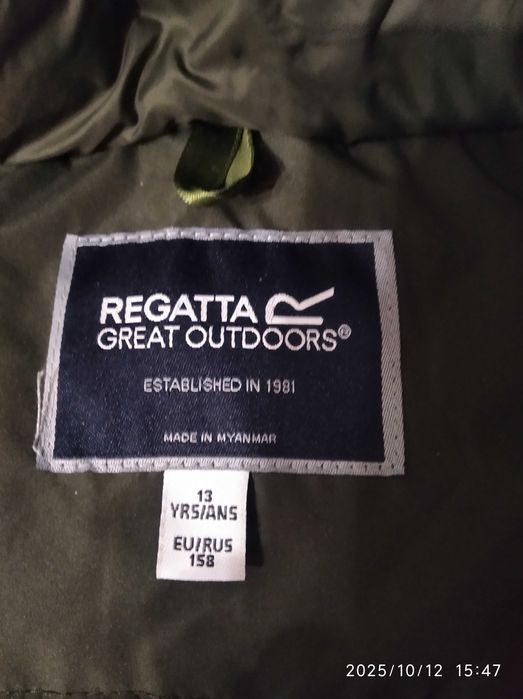 REGATTA
GREAT OUTDOORS®
ESTABLISHED IN 1981
MADE IN MYANMAR
13
YRS/ANS
EU/RUS
158
2025/10/12 15:47